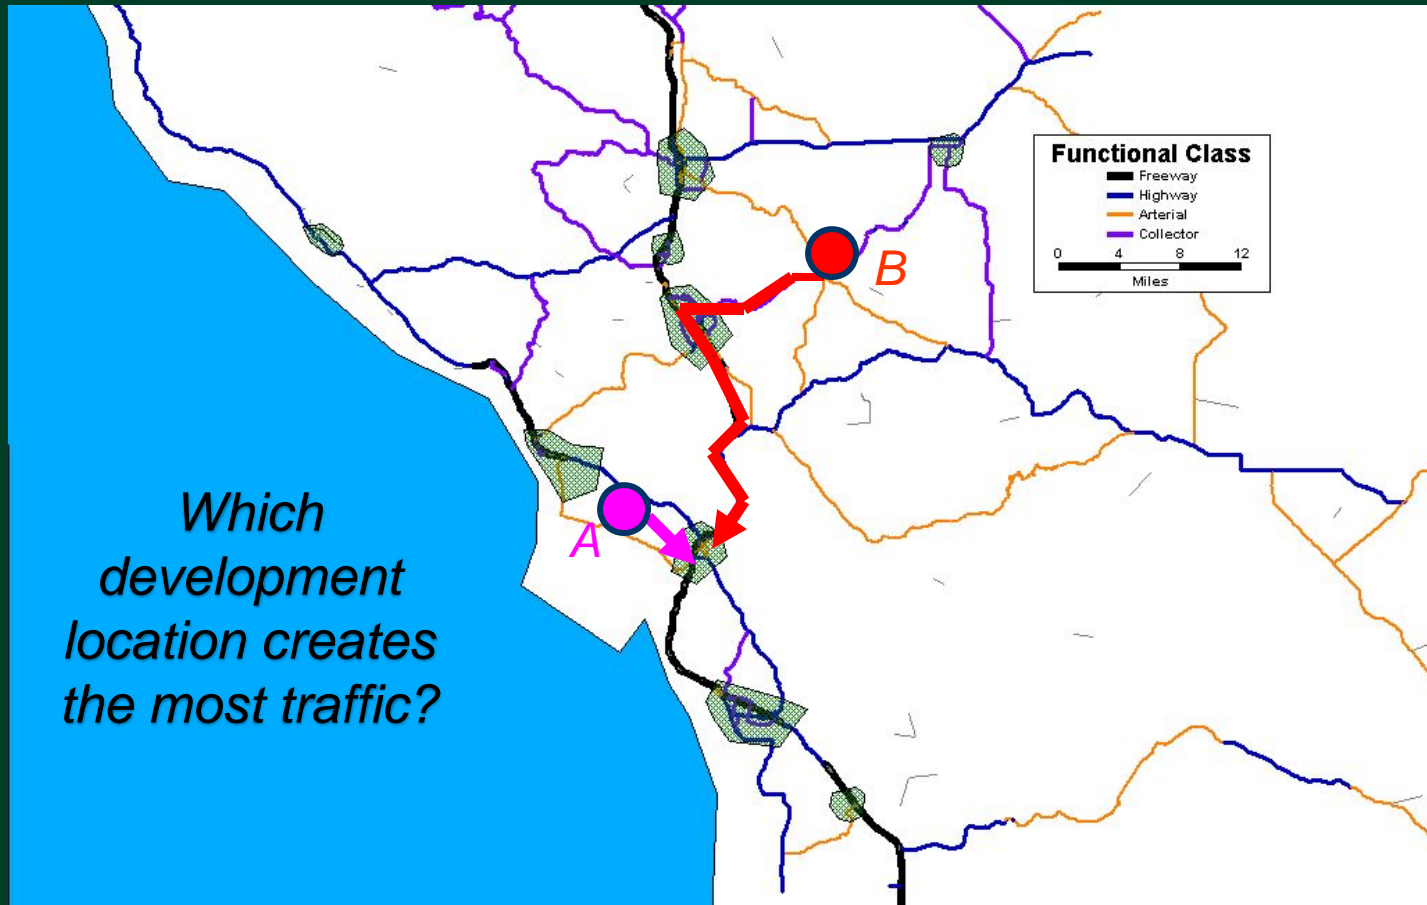 Functional Class
Freeway
Highway
Arterial
Collector
0 4 8 12
Miles
B
A
Which
development
location creates
the most traffic?